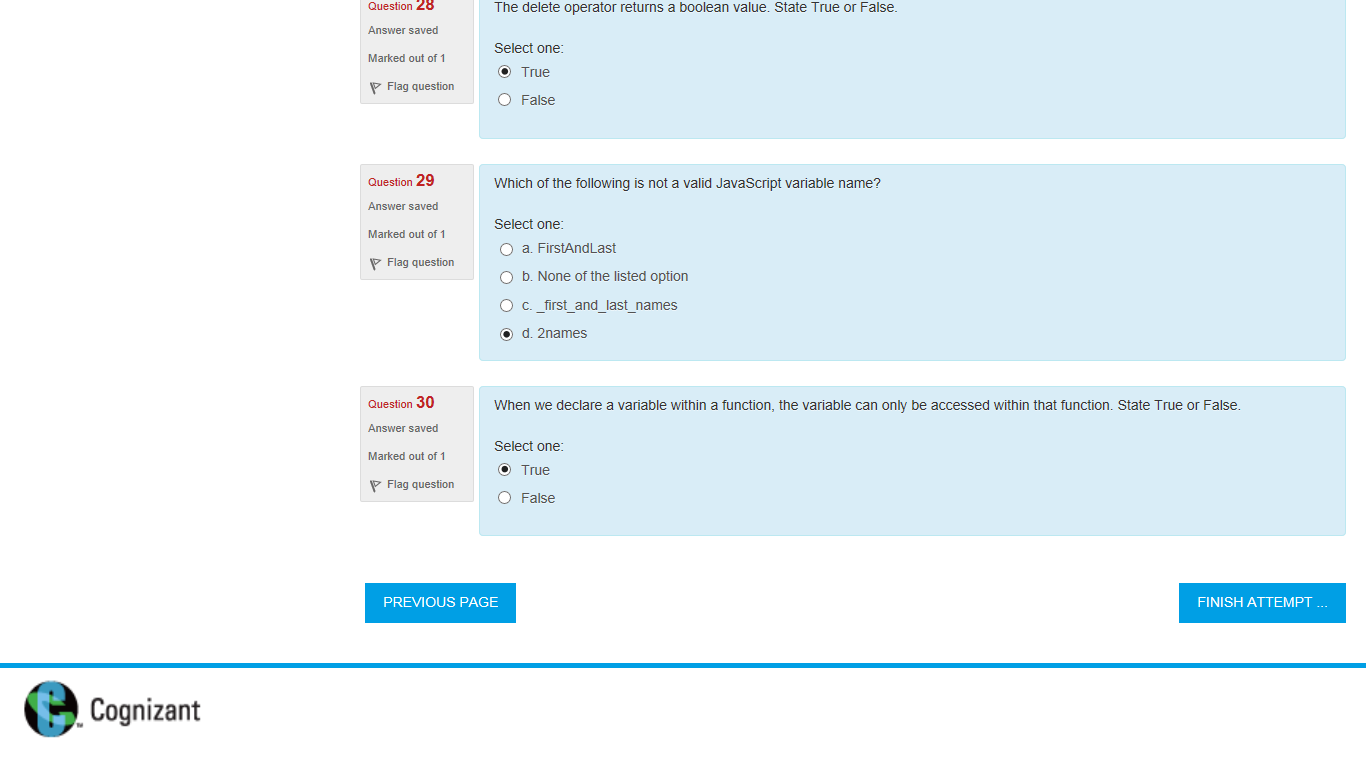 Question 28
Answer saved
Marked out of 1
Flag question
The delete operator returns a boolean value. State True or False.
Select one:
True
False
Question 29
Answer saved
Marked out of 1
Flag question
Which of the following is not a valid JavaScript variable name?
Select one:
a. FirstAndLast
b. None of the listed option
c. _first_and_last_names
d. 2names
Question 30
Answer saved
Marked out of 1
Flag question
When we declare a variable within a function, the variable can only be accessed within that function. State True or False.
Select one:
True
False
PREVIOUS PAGE
FINISH ATTEMPT ...
Cognizant